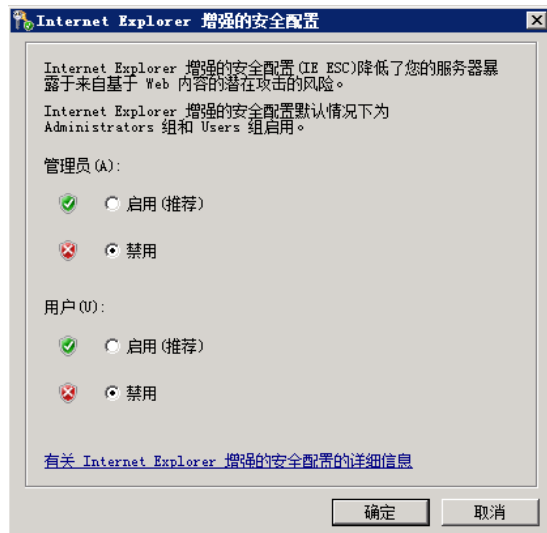 Internet Explorer 增强的安全配置
Internet Explorer 增强的安全配置(IE ESC)降低了您的服务器暴
露于来自基于 Web 内容的潜在攻击的风险。
Internet Explorer 增强的安全配置默认情况下为
Administrators 组和 Users 组启用。
管理员(A):
启用(推荐)
禁用
用户(U):
启用(推荐)
禁用
有关 Internet Explorer 增强的安全配置的详细信息
确定 取消